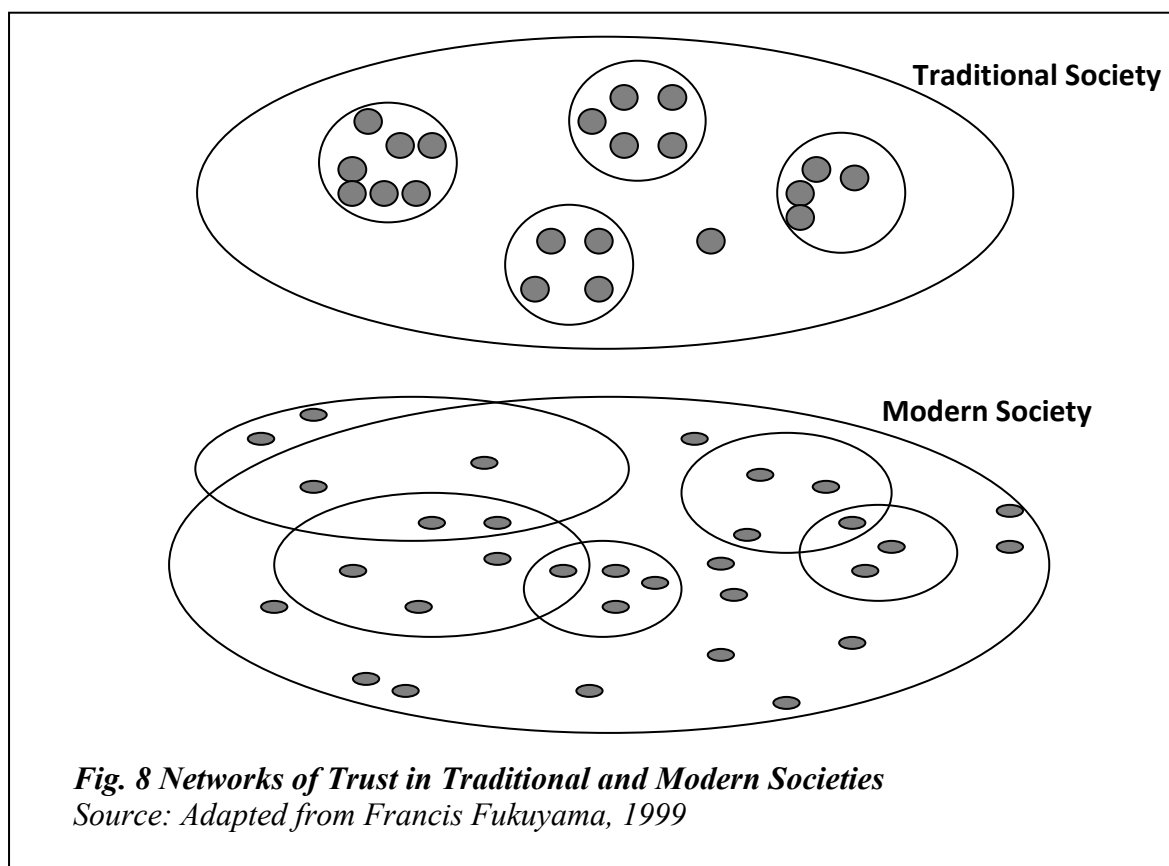 Traditional Society
Modern Society
Fig. 8 Networks of Trust in Traditional and Modern Societies
Source: Adapted from Francis Fukuyama, 1999